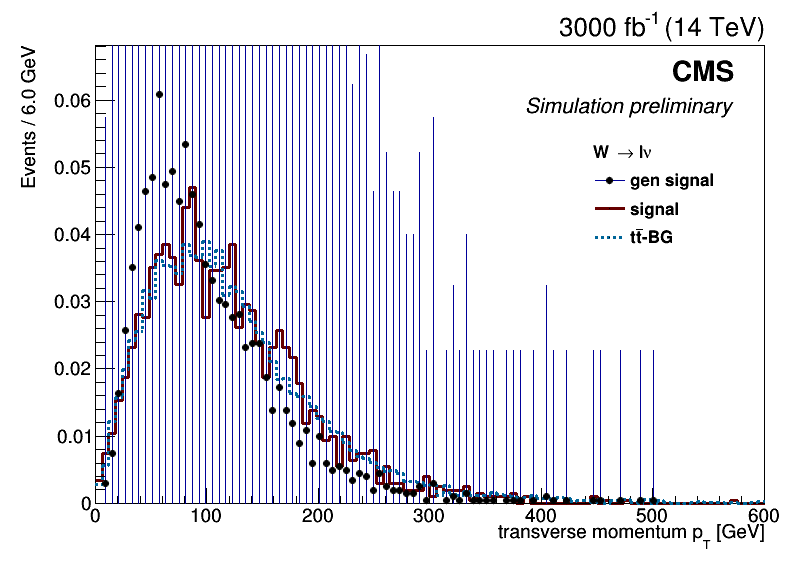 3000 fb⁻¹ (14 TeV)
Events / 6.0 GeV
CMS
Simulation preliminary
W → lν
gen signal
signal
tt̄-BG
0.06
0.05
0.04
0.03
0.02
0.01
0
0 100 200 300 400 500 600
transverse momentum p_T [GeV]